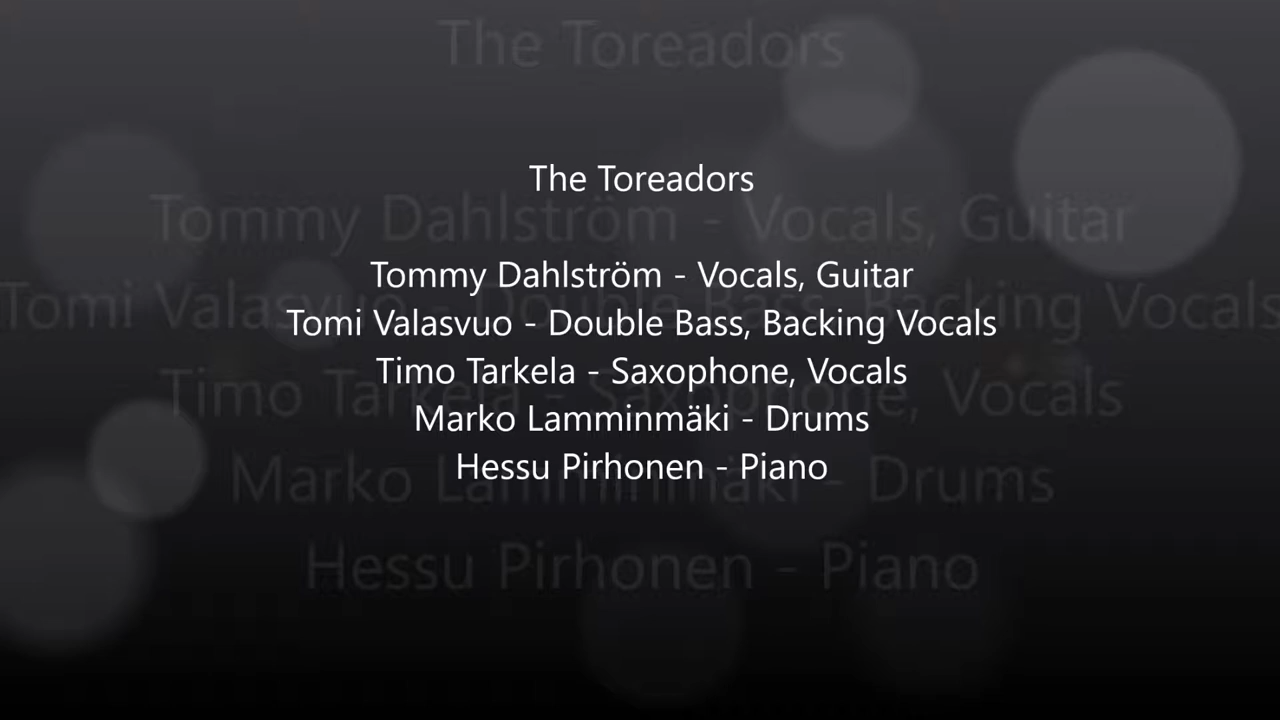 The Toreadors
Tommy Dahlström - Vocals, Guitar
Tomi Valasvuo - Double Bass, Backing Vocals
Timo Tarkela - Saxophone, Vocals
Marko Lamminmäki - Drums
Hessu Pirhonen - Piano